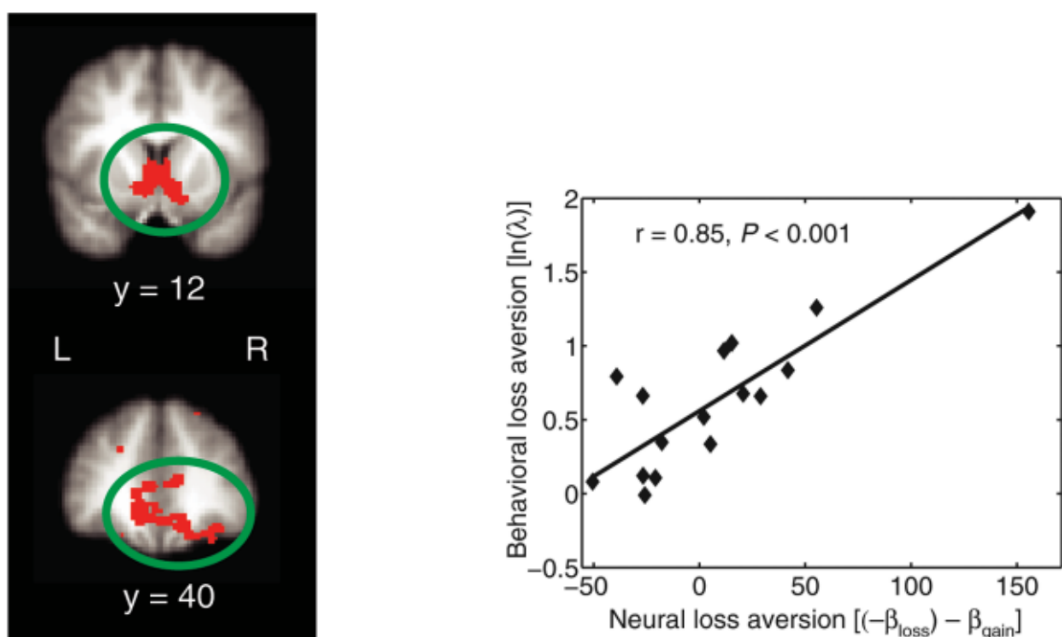 y = 12
L R
y = 40
Behavioral loss aversion [ln(λ)]
2
1.5
1
0.5
0
−0.5
r = 0.85, P < 0.001
−50 0 50 100 150
Neural loss aversion [(−βloss) − βgain]